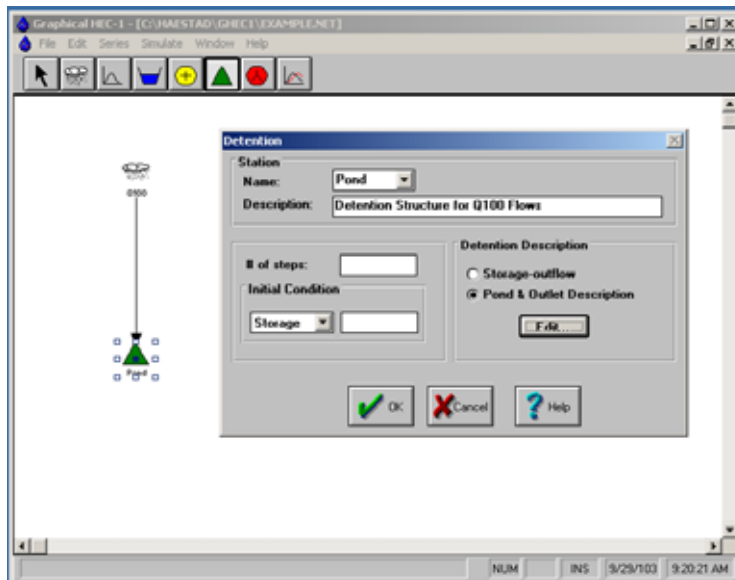 Graphical HEC-1 - [C:\HAESTAD\GHEC1\EXAMPLE.NET]
File Edit Series Simulate Window Help
Q100
Pond
Detention
Station
Name: Pond
Description: Detention Structure for Q100 Flows
# of steps:
Initial Condition
Storage
Detention Description
Storage-outflow
Pond & Outlet Description
Edit...
OK Cancel Help
NUM INS 9/29/103 9:20:21 AM